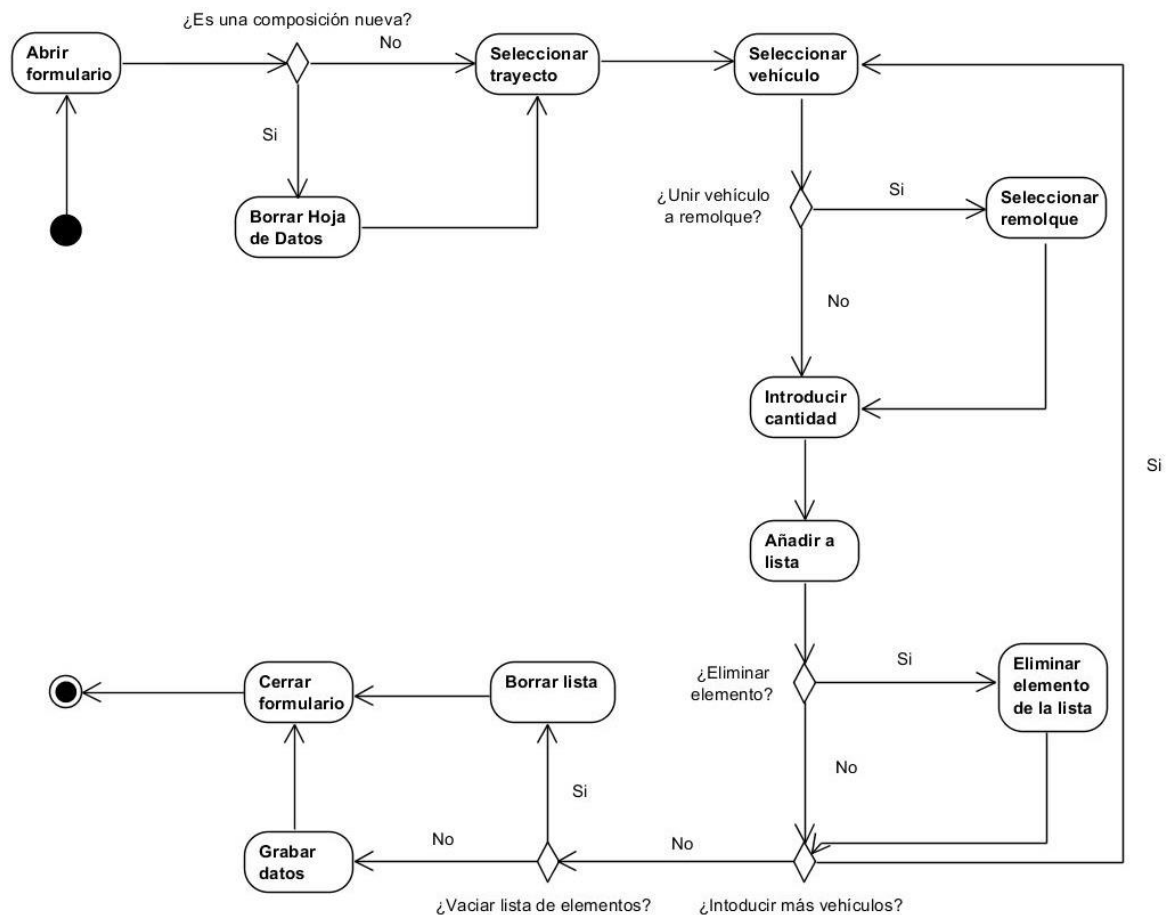 ¿Es una composición nueva?
Abrir
formulario
No
Seleccionar
trayecto
Seleccionar
vehículo
Si
Borrar Hoja
de Datos
¿Unir vehículo
a remolque?
Si
Seleccionar
remolque
No
Introducir
cantidad
Si
Añadir a
lista
¿Eliminar
elemento?
Si
Eliminar
elemento
de la lista
No
Cerrar
formulario
Borrar lista
Si
Grabar
datos
No
No
¿Vaciar lista de elementos?
¿Intoducir más vehículos?